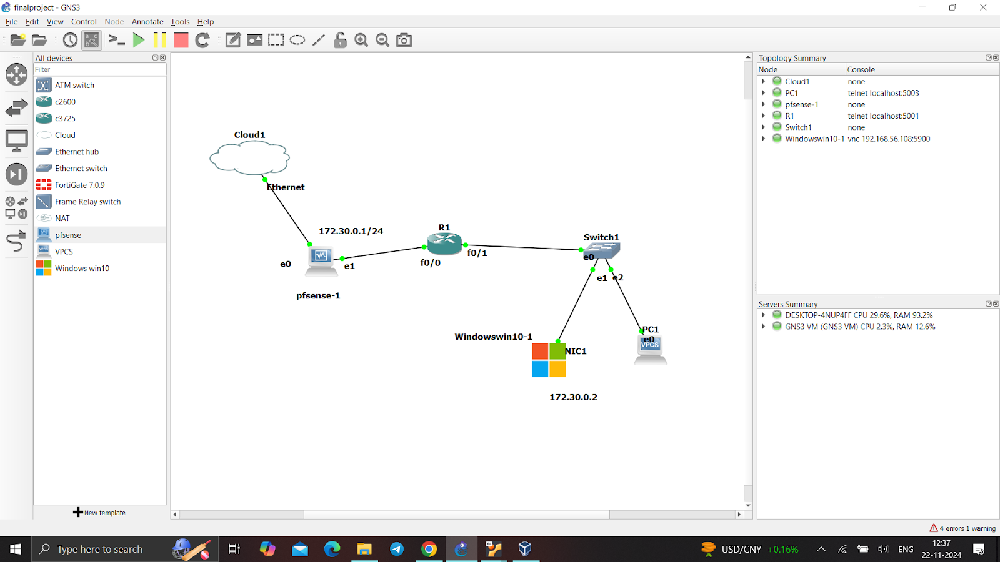 finalproject - GNS3
File Edit View Control Node Annotate Tools Help
All devices
Filter
ATM switch
c2600
c3725
Cloud
Ethernet hub
Ethernet switch
FortiGate 7.0.9
Frame Relay switch
NAT
pfsense
VPCS
Windows win10
New template
Cloud1
Ethernet
172.30.0.1/24
R1
e0
e1
f0/0
f0/1
pfsense-1
Switch1
e0
e1 e2
Windowswin10-1
NIC1
PC1
e0
VPCS
172.30.0.2
Topology Summary
Node Console
Cloud1 none
PC1 telnet localhost:5003
pfsense-1 none
R1 telnet localhost:5001
Switch1 none
Windowswin10-1 vnc 192.168.56.108:5900
Servers Summary
DESKTOP-4NUP4FF CPU 29.6%, RAM 93.2%
GNS3 VM (GNS3 VM) CPU 2.3%, RAM 12.6%
4 errors 1 warning
Type here to search
USD/CNY +0.16%
ENG
12:37
22-11-2024